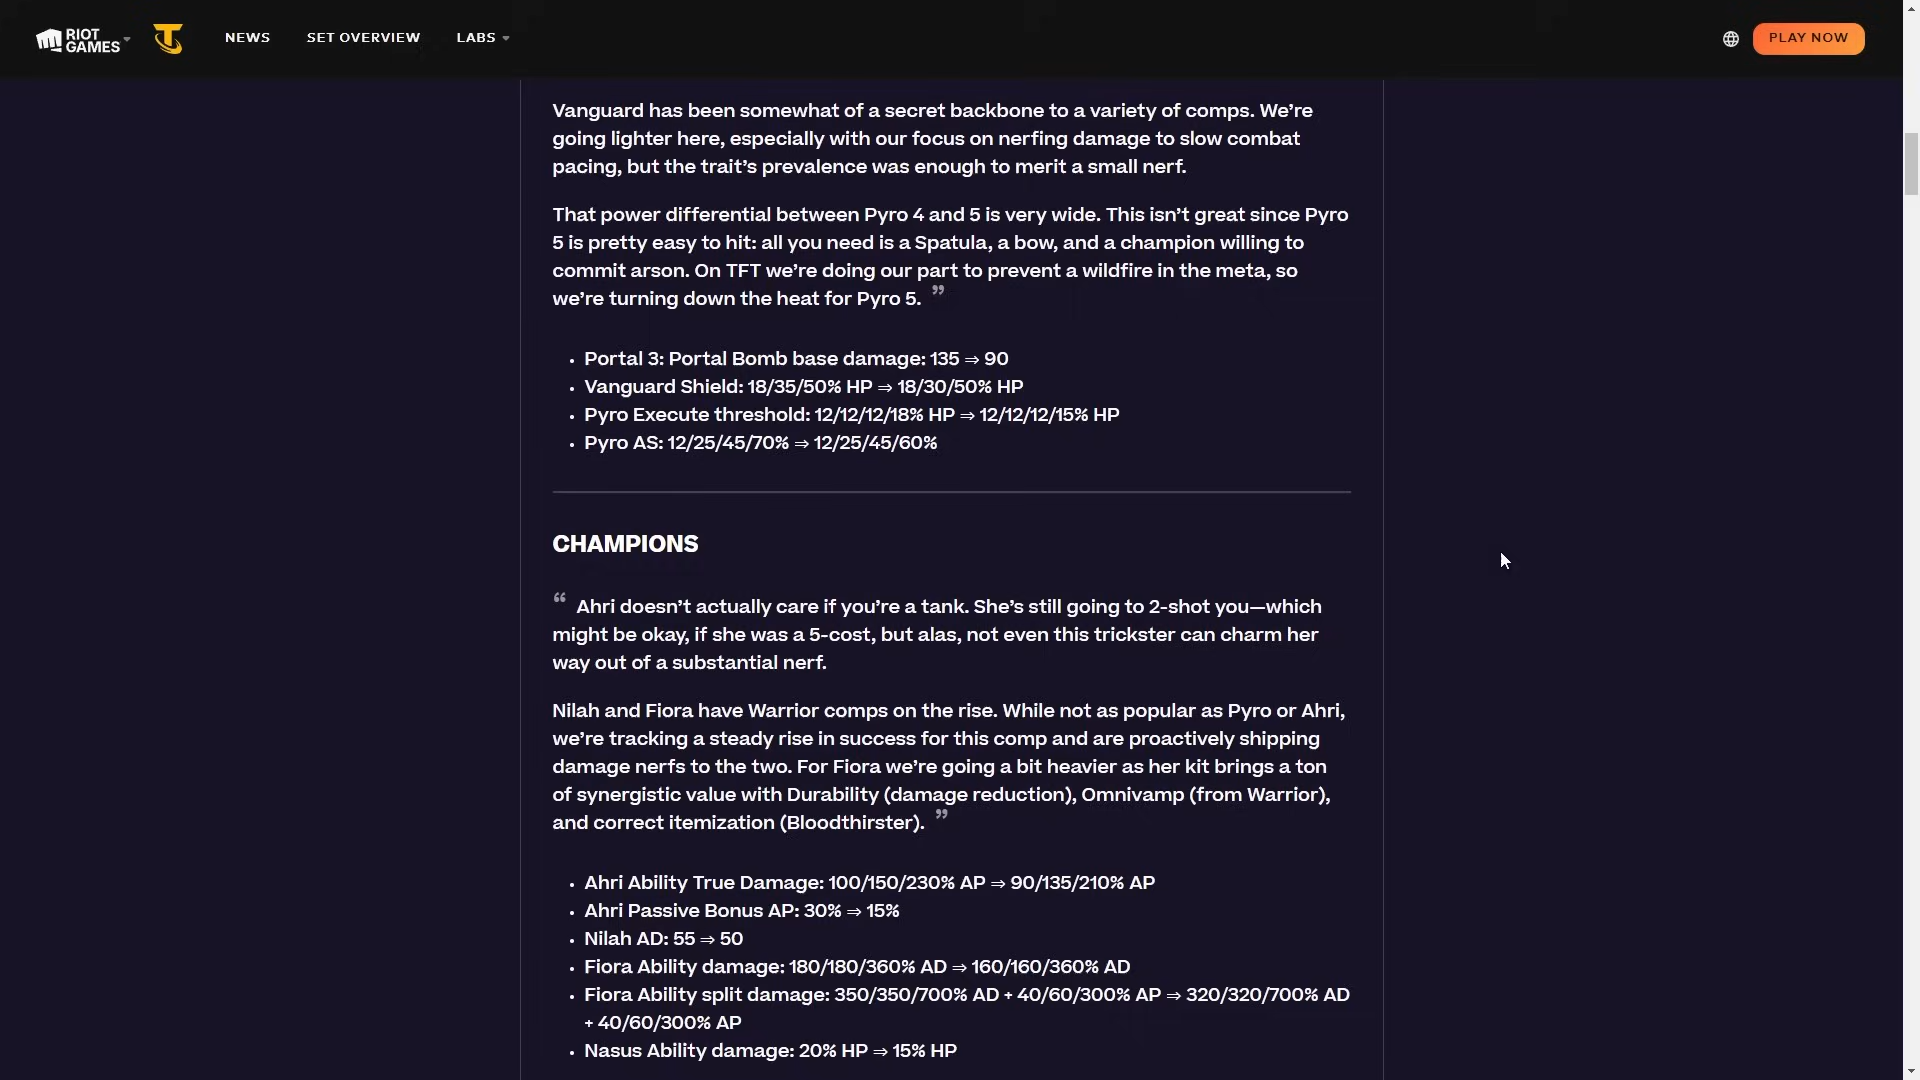 RIOT GAMES
NEWS
SET OVERVIEW
LABS
PLAY NOW
Vanguard has been somewhat of a secret backbone to a variety of comps. We’re
going lighter here, especially with our focus on nerfing damage to slow combat
pacing, but the trait’s prevalence was enough to merit a small nerf.
That power differential between Pyro 4 and 5 is very wide. This isn’t great since Pyro
5 is pretty easy to hit: all you need is a Spatula, a bow, and a champion willing to
commit arson. On TFT we’re doing our part to prevent a wildfire in the meta, so
we’re turning down the heat for Pyro 5. ”
• Portal 3: Portal Bomb base damage: 135 ⇒ 90
• Vanguard Shield: 18/35/50% HP ⇒ 18/30/50% HP
• Pyro Execute threshold: 12/12/12/18% HP ⇒ 12/12/12/15% HP
• Pyro AS: 12/25/45/70% ⇒ 12/25/45/60%
CHAMPIONS
“ Ahri doesn’t actually care if you’re a tank. She’s still going to 2-shot you—which
might be okay, if she was a 5-cost, but alas, not even this trickster can charm her
way out of a substantial nerf.
Nilah and Fiora have Warrior comps on the rise. While not as popular as Pyro or Ahri,
we’re tracking a steady rise in success for this comp and are proactively shipping
damage nerfs to the two. For Fiora we’re going a bit heavier as her kit brings a ton
of synergistic value with Durability (damage reduction), Omnivamp (from Warrior),
and correct itemization (Bloodthirster). ”
• Ahri Ability True Damage: 100/150/230% AP ⇒ 90/135/210% AP
• Ahri Passive Bonus AP: 30% ⇒ 15%
• Nilah AD: 55 ⇒ 50
• Fiora Ability damage: 180/180/360% AD ⇒ 160/160/360% AD
• Fiora Ability split damage: 350/350/700% AD + 40/60/300% AP ⇒ 320/320/700% AD
+ 40/60/300% AP
• Nasus Ability damage: 20% HP ⇒ 15% HP